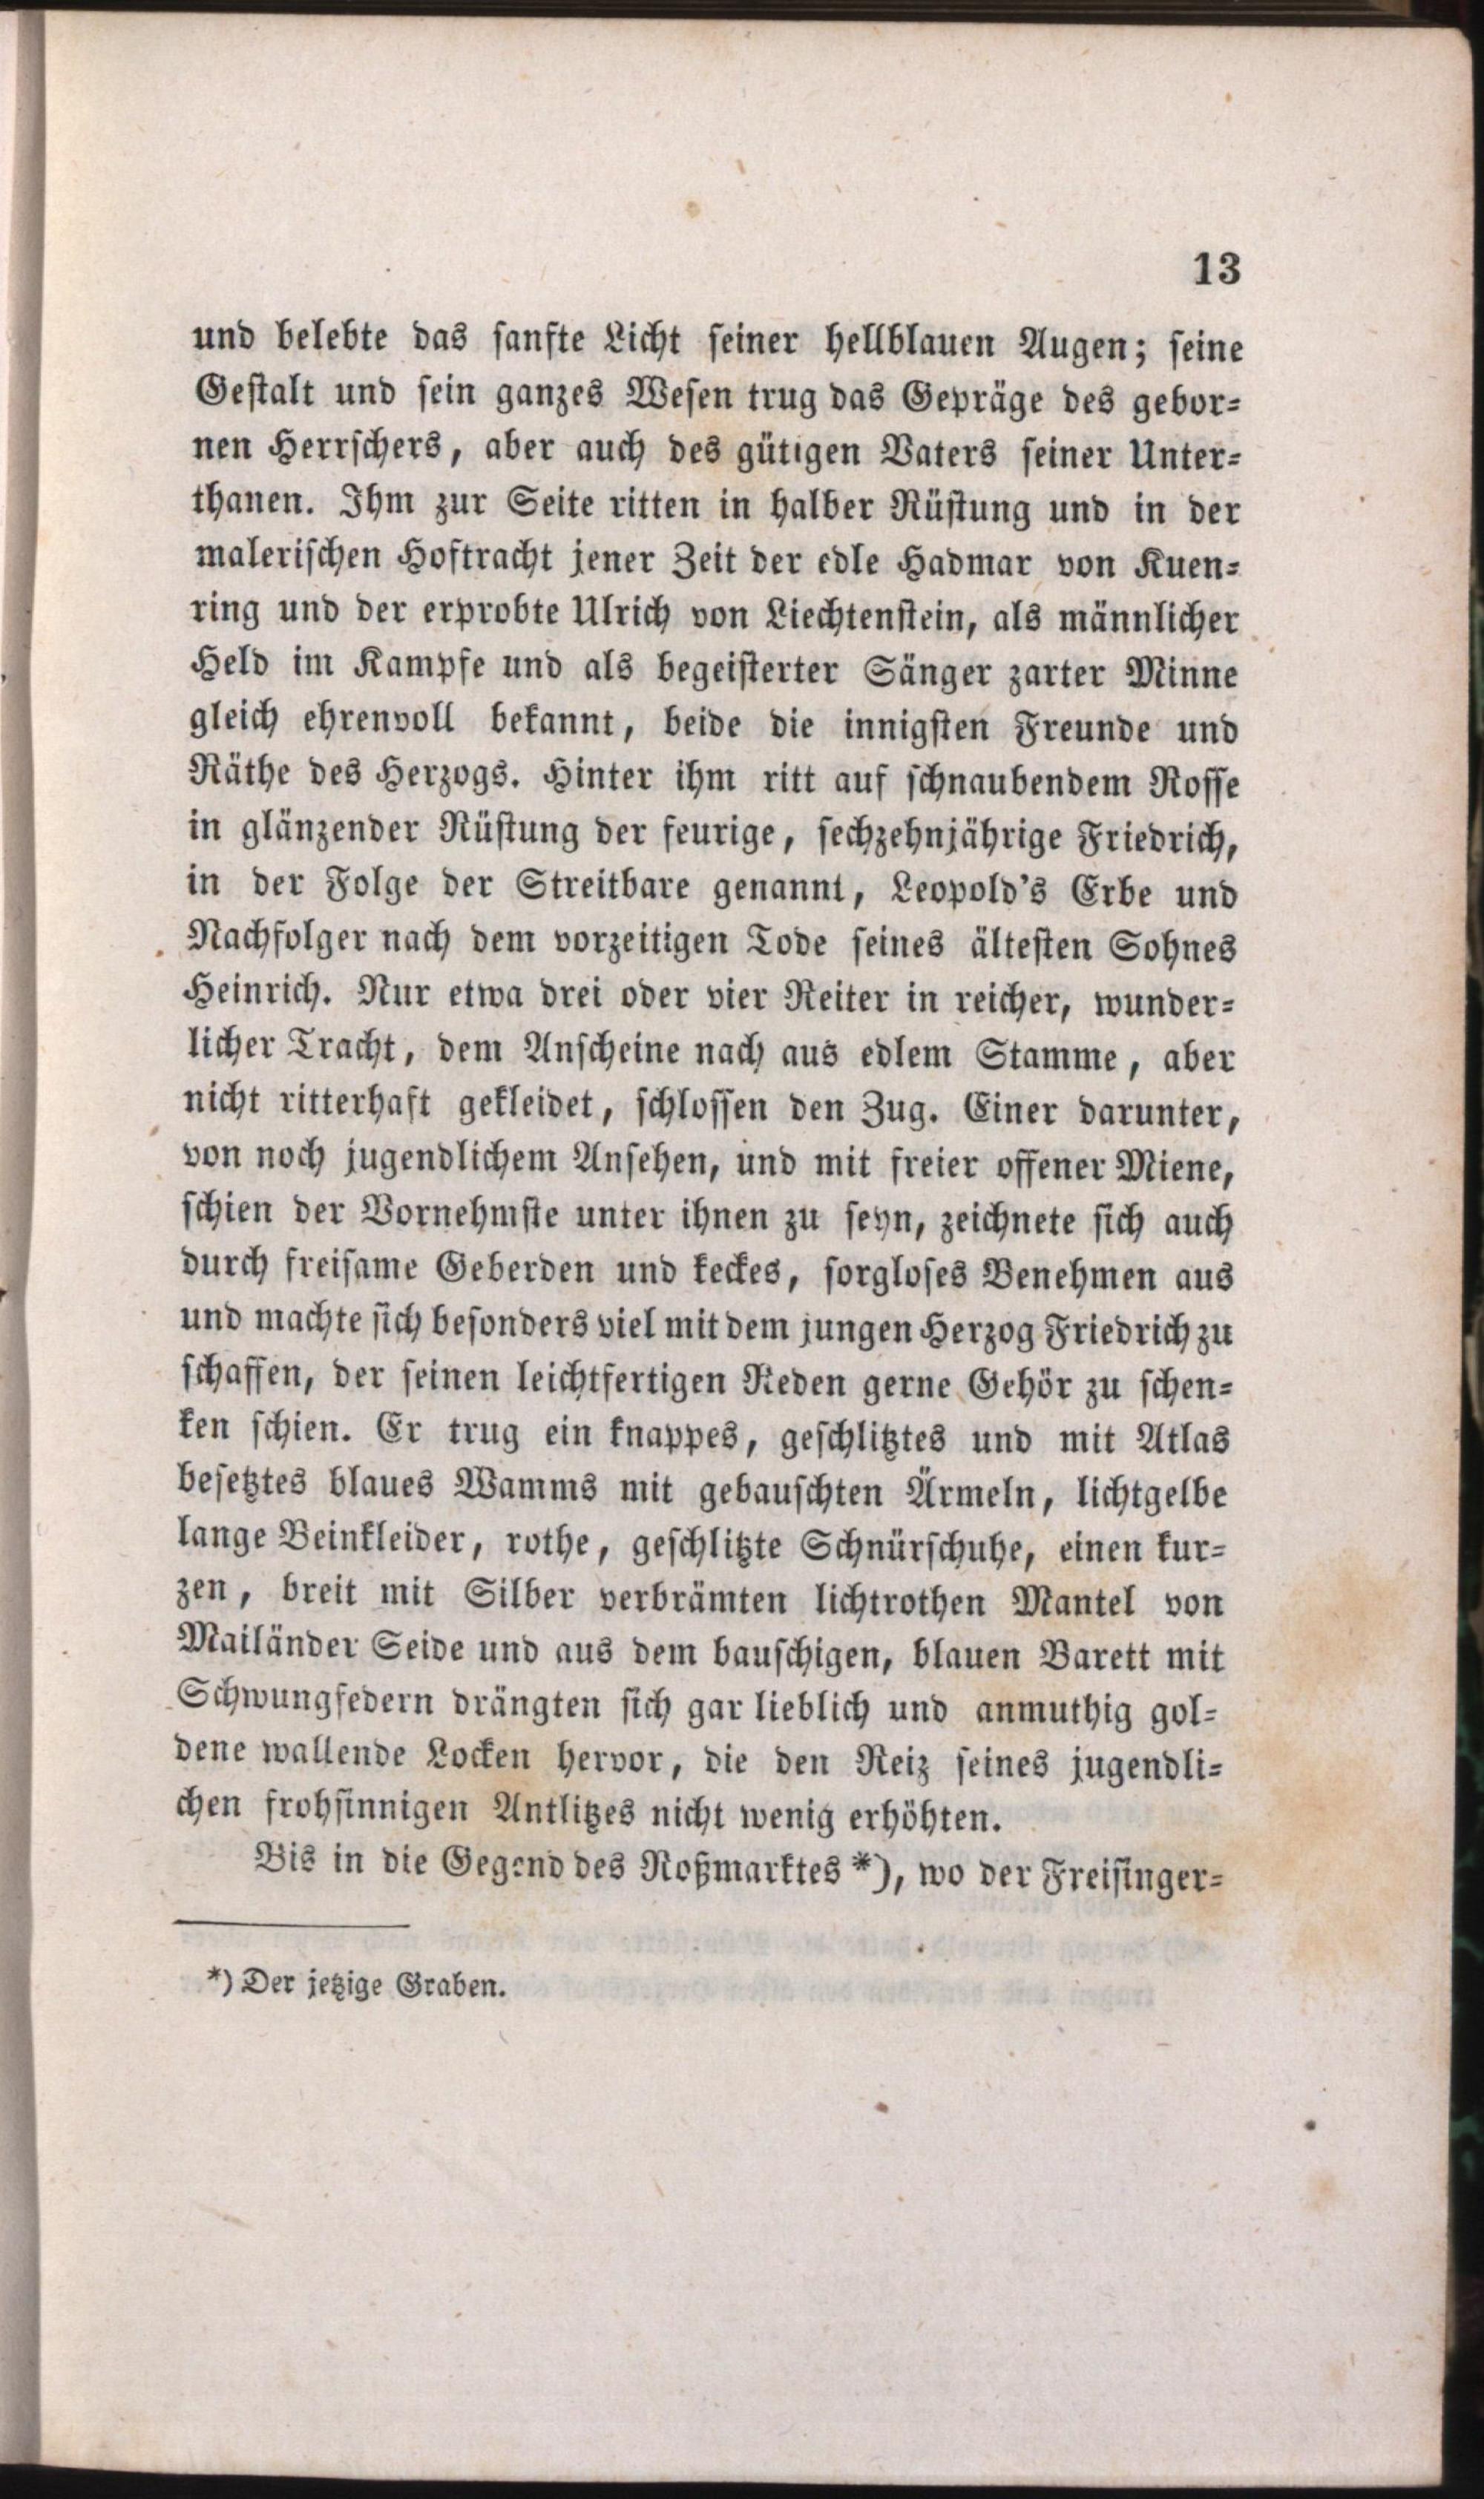 13
und belebte das sanfte Licht seiner hellblauen Augen; seine
Gestalt und sein ganzes Wesen trug das Gepräge des gebor-
nen Herrschers, aber auch des gütigen Vaters seiner Unter-
thanen. Ihm zur Seite ritten in halber Rüstung und in der
malerischen Hoftracht jener Zeit der edle Hadmar von Kuen-
ring und der erprobte Ulrich von Liechtenstein, als männlicher
Held im Kampfe und als begeisterter Sänger zarter Minne
gleich ehrenvoll bekannt, beide die innigsten Freunde und
Räthe des Herzogs. Hinter ihm ritt auf schnaubendem Rosse
in glänzender Rüstung der feurige, sechzehnjährige Friedrich,
in der Folge der Streitbare genannt, Leopold's Erbe und
Nachfolger nach dem vorzeitigen Tode seines ältesten Sohnes
Heinrich. Nur etwa drei oder vier Reiter in reicher, wunder-
licher Tracht, dem Anscheine nach aus edlem Stamme, aber
nicht ritterhaft gekleidet, schlossen den Zug. Einer darunter,
von noch jugendlichem Ansehen, und mit freier offener Miene,
schien der Vornehmste unter ihnen zu seyn, zeichnete sich auch
durch freisame Geberden und keckes, sorgloses Benehmen aus
und machte sich besonders viel mit dem jungen Herzog Friedrich zu
schaffen, der seinen leichtfertigen Reden gerne Gehör zu schen-
ken schien. Er trug ein knappes, geschlitztes und mit Atlas
besetztes blaues Wamms mit gebauschten Ärmeln, lichtgelbe
lange Beinkleider, rothe, geschlitzte Schnürschuhe, einen kur-
zen, breit mit Silber verbrämten lichtrothen Mantel von
Mailänder Seide und aus dem bauschigen, blauen Barett mit
Schwungfedern drängten sich gar lieblich und anmuthig gol-
dene wallende Locken hervor, die den Reiz seines jugendli-
chen frohsinnigen Antlitzes nicht wenig erhöhten.
Bis in die Gegend des Roßmarktes *), wo der Freisinger-
*) Der jetzige Graben.